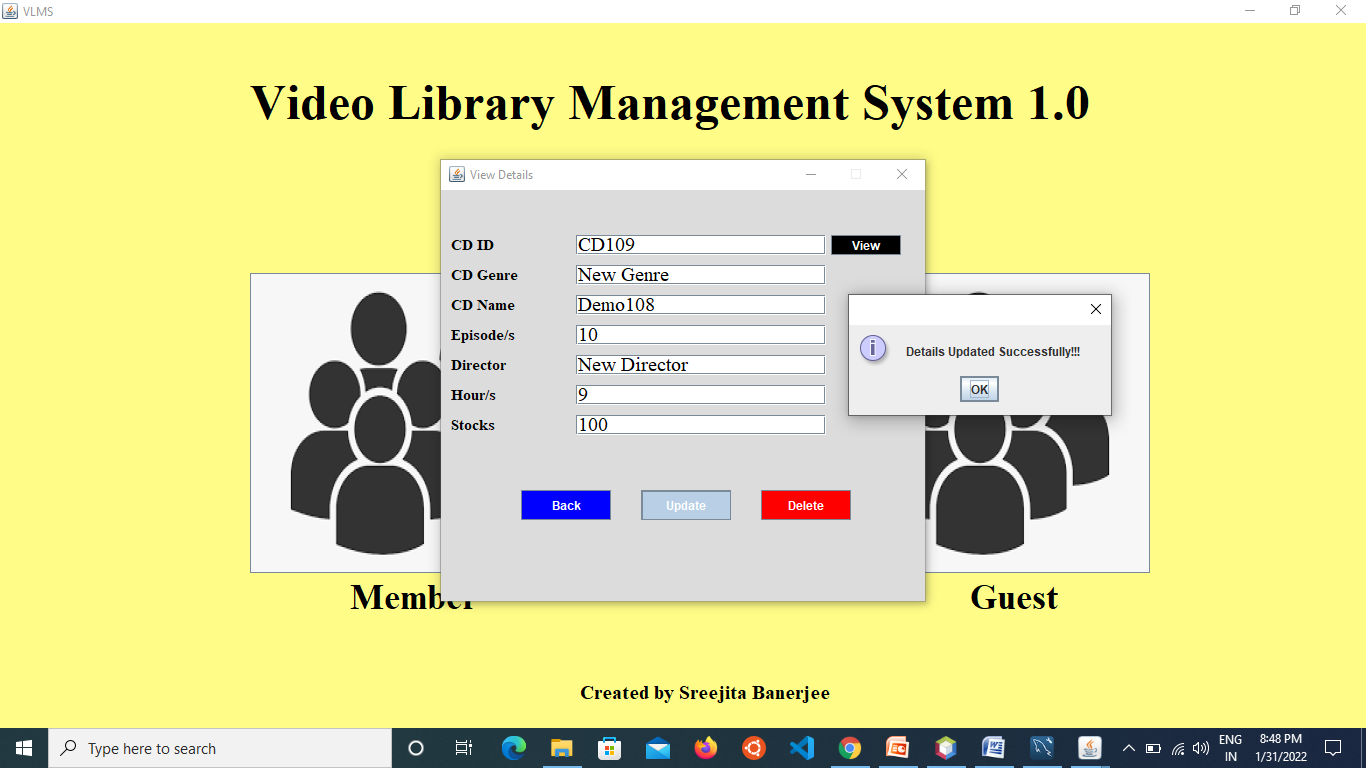 VLMS
Video Library Management System 1.0
View Details
CD ID CD109 View
CD Genre New Genre
CD Name Demo108
Episode/s 10
Director New Director
Hour/s 9
Stocks 100
Back Update Delete
Details Updated Successfully!!!
OK
Member
Guest
Created by Sreejita Banerjee
Type here to search
ENG
IN
8:48 PM
1/31/2022